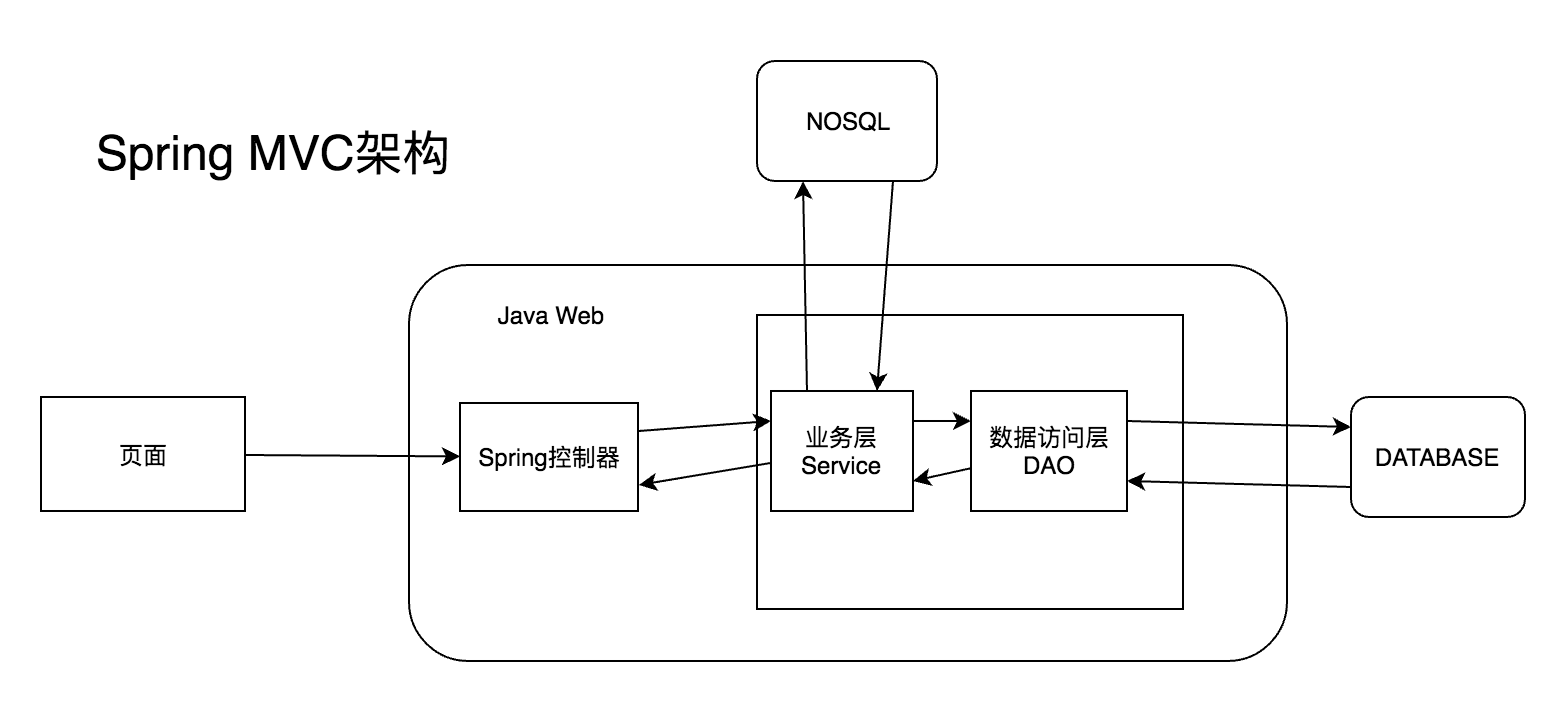 NOSQL
Spring MVC架构
Java Web
页面
Spring控制器
业务层
Service
数据访问层
DAO
DATABASE